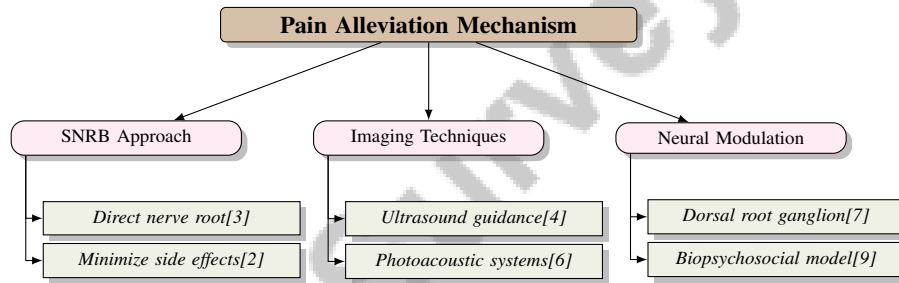 Pain Alleviation Mechanism
SNRB Approach
Direct nerve root[3]
Minimize side effects[2]
Imaging Techniques
Ultrasound guidance[4]
Photoacoustic systems[6]
Neural Modulation
Dorsal root ganglion[7]
Biopsychosocial model[9]
survey